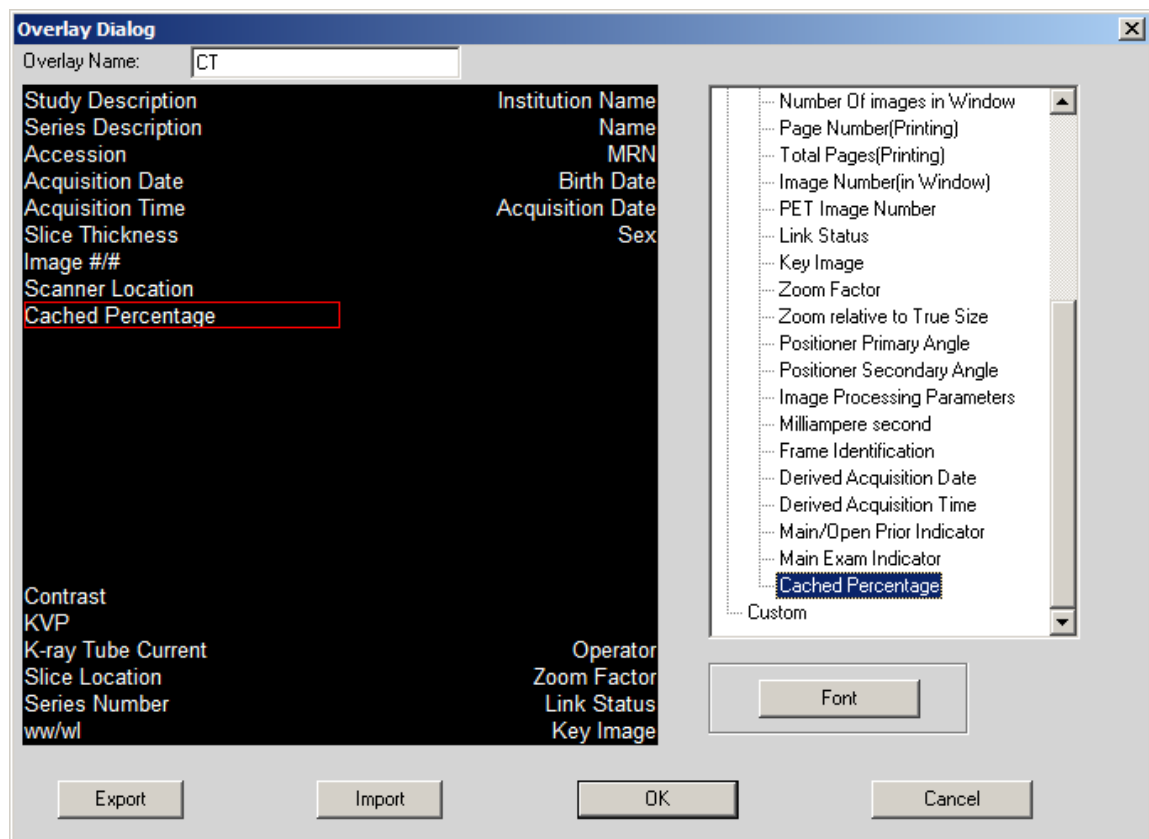 Overlay Dialog
Overlay Name: CT
Study Description
Series Description
Accession
Acquisition Date
Acquisition Time
Slice Thickness
Image #/#
Scanner Location
Cached Percentage
Institution Name
Name
MRN
Birth Date
Acquisition Date
Sex
Contrast
KVP
K-ray Tube Current
Slice Location
Series Number
ww/wl
Operator
Zoom Factor
Link Status
Key Image
Number Of images in Window
Page Number(Printing)
Total Pages(Printing)
Image Number(in Window)
PET Image Number
Link Status
Key Image
Zoom Factor
Zoom relative to True Size
Positioner Primary Angle
Positioner Secondary Angle
Image Processing Parameters
Milliampere second
Frame Identification
Derived Acquisition Date
Derived Acquisition Time
Main/Open Prior Indicator
Main Exam Indicator
Cached Percentage
Custom
Font
Export
Import
OK
Cancel